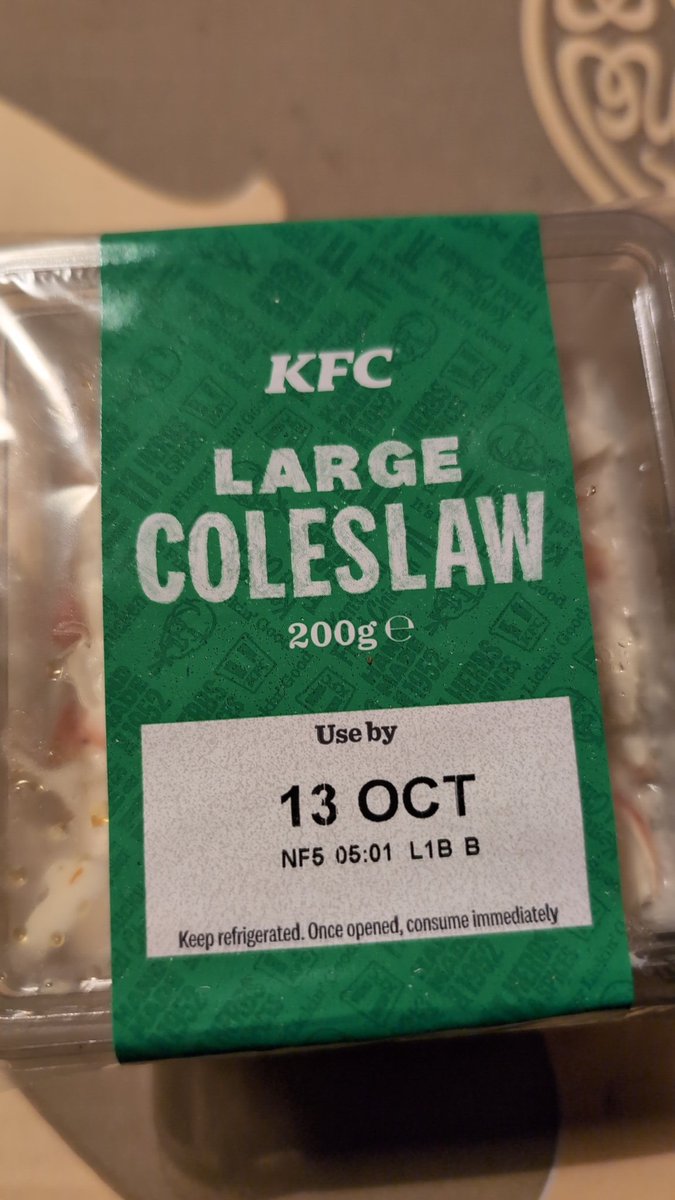 KFC
LARGE
COLESLAW
200g ℮
Use by
13 OCT
NF5 05:01 L1B B
Keep refrigerated. Once opened, consume immediately